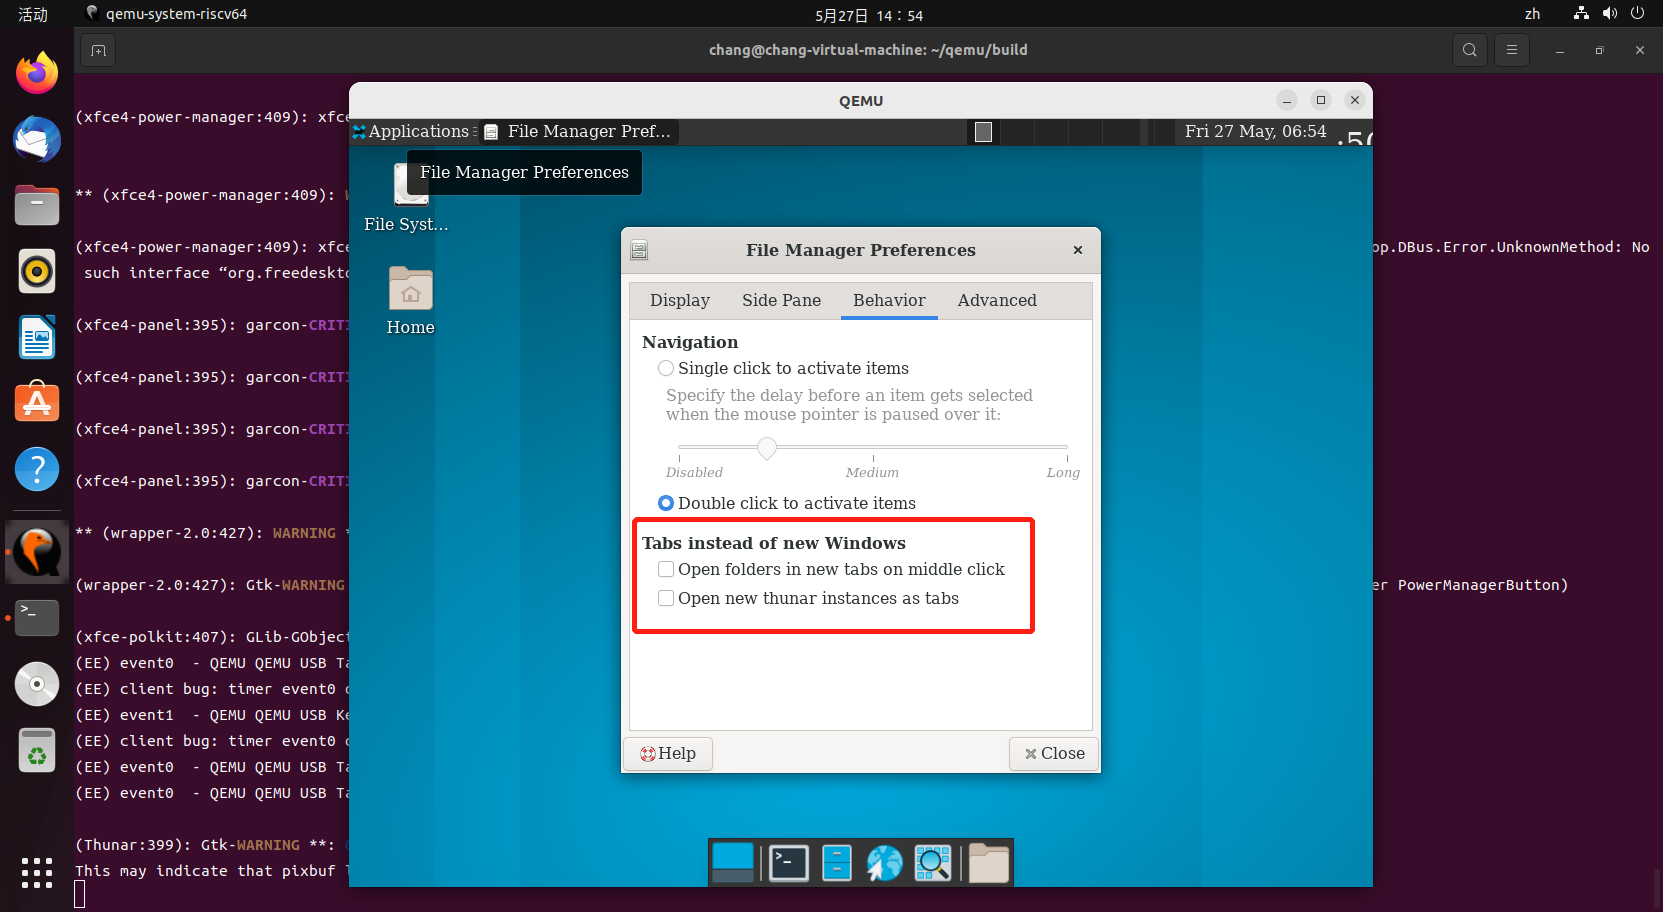 活动 qemu-system-riscv64 5月27日 14：54 zh
chang@chang-virtual-machine: ~/qemu/build
QEMU
Applications File Manager Pref... Fri 27 May, 06:54
File Manager Preferences
File Syst...
Home
File Manager Preferences
Display Side Pane Behavior Advanced
Navigation
Single click to activate items
Specify the delay before an item gets selected
when the mouse pointer is paused over it:
Disabled Medium Long
Double click to activate items
Tabs instead of new Windows
Open folders in new tabs on middle click
Open new thunar instances as tabs
Help Close
(xfce4-power-manager:409): xfce
** (xfce4-power-manager:409):
(xfce4-power-manager:409): xfce op.DBus.Error.UnknownMethod: No
such interface “org.freedeskto
(xfce4-panel:395): garcon-CRITI
(xfce4-panel:395): garcon-CRITI
(xfce4-panel:395): garcon-CRITI
(xfce4-panel:395): garcon-CRITI
** (wrapper-2.0:427): WARNING *
(wrapper-2.0:427): Gtk-WARNING er PowerManagerButton)
(xfce-polkit:407): GLib-GObject
(EE) event0 - QEMU QEMU USB Ta
(EE) client bug: timer event0
(EE) event1 - QEMU QEMU USB Ke
(EE) client bug: timer event0
(EE) event0 - QEMU QEMU USB Ta
(EE) event0 - QEMU QEMU USB Ta
(Thunar:399): Gtk-WARNING **:
This may indicate that pixbuf